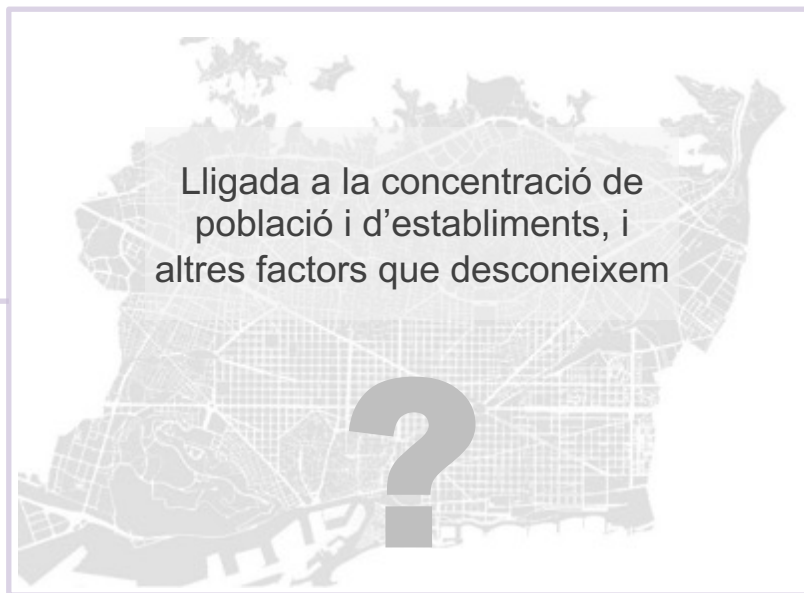 Lligada a la concentració de
població i d’establiments, i
altres factors que desconeixem
?